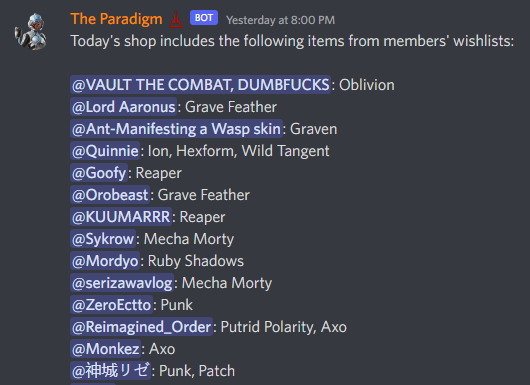 The Paradigm BOT Yesterday at 8:00 PM
Today's shop includes the following items from members' wishlists:
@VAULT THE COMBAT, DUMBFUCKS: Oblivion
@Lord Aaronus: Grave Feather
@Ant-Manifesting a Wasp skin: Graven
@Quinnie: Ion, Hexform, Wild Tangent
@Goofy: Reaper
@Orobeast: Grave Feather
@KUUMARRR: Reaper
@Sykrow: Mecha Morty
@Mordyo: Ruby Shadows
@serizawavlog: Mecha Morty
@ZeroEctto: Punk
@Reimagined_Order: Putrid Polarity, Axo
@Monkez: Axo
@神城リゼ: Punk, Patch